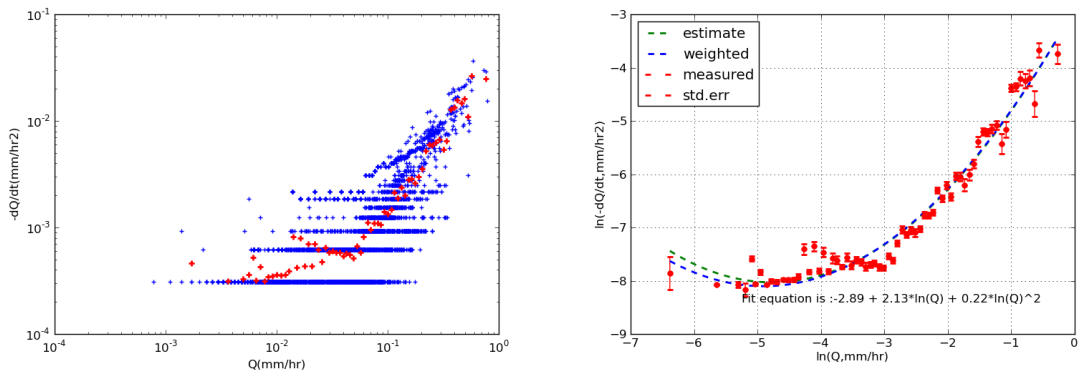 10^-1
10^-2
10^-3
10^-4
-dQ/dt(mm/hr2)
10^-4 10^-3 10^-2 10^-1 10^0
Q(mm/hr)
estimate
weighted
measured
std.err
-3
-4
-5
-6
-7
-8
-9
ln(-dQ/dt,mm/hr2)
Fit equation is :-2.89 + 2.13*ln(Q) + 0.22*ln(Q)^2
-7 -6 -5 -4 -3 -2 -1 0
ln(Q,mm/hr)